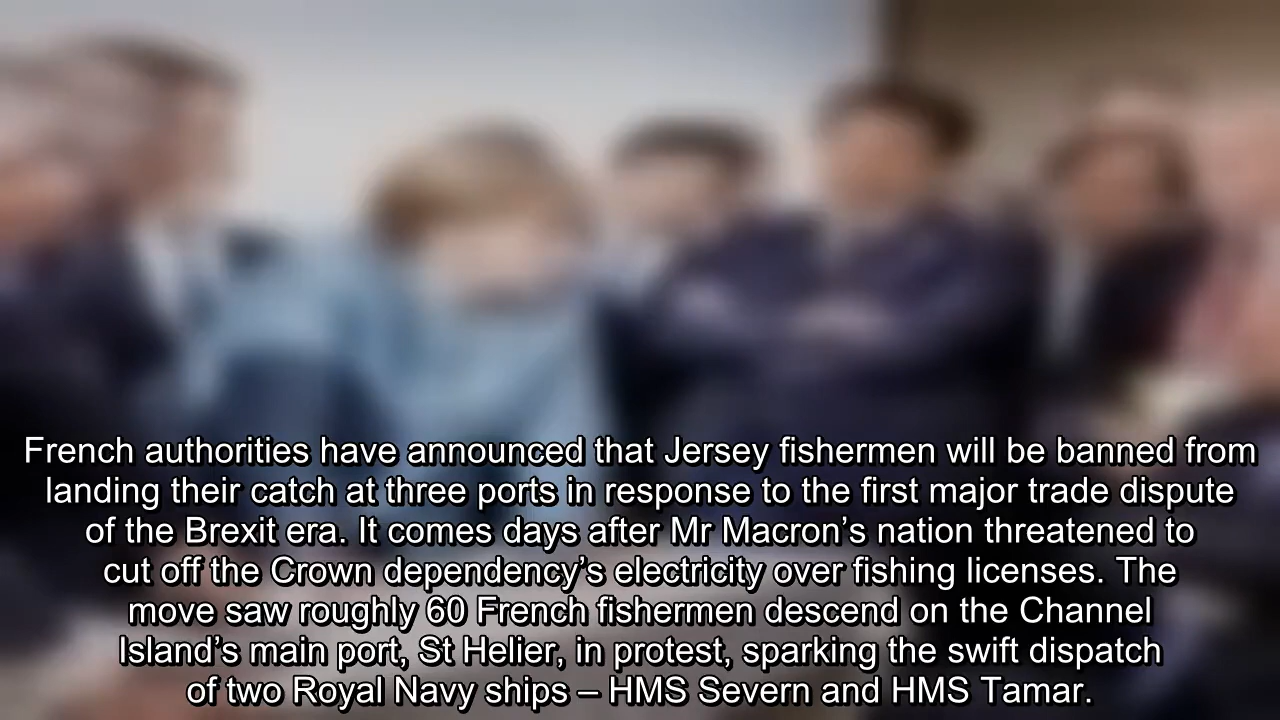 French authorities have announced that Jersey fishermen will be banned from
landing their catch at three ports in response to the first major trade dispute
of the Brexit era. It comes days after Mr Macron’s nation threatened to
cut off the Crown dependency’s electricity over fishing licenses. The
move saw roughly 60 French fishermen descend on the Channel
Island’s main port, St Helier, in protest, sparking the swift dispatch
of two Royal Navy ships – HMS Severn and HMS Tamar.